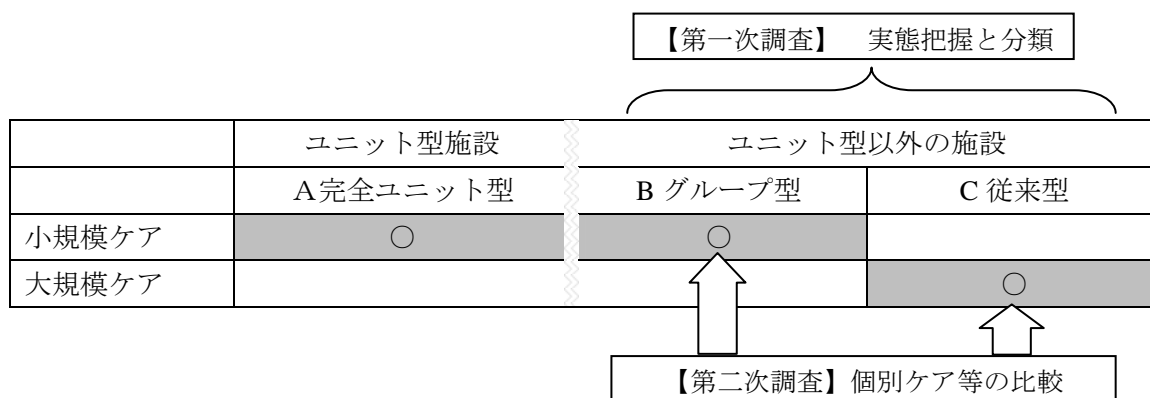 【第一次調査】　実態把握と分類
ユニット型施設 ユニット型以外の施設
A完全ユニット型 B グループ型 C 従来型
小規模ケア ○ ○
大規模ケア ○
【第二次調査】個別ケア等の比較